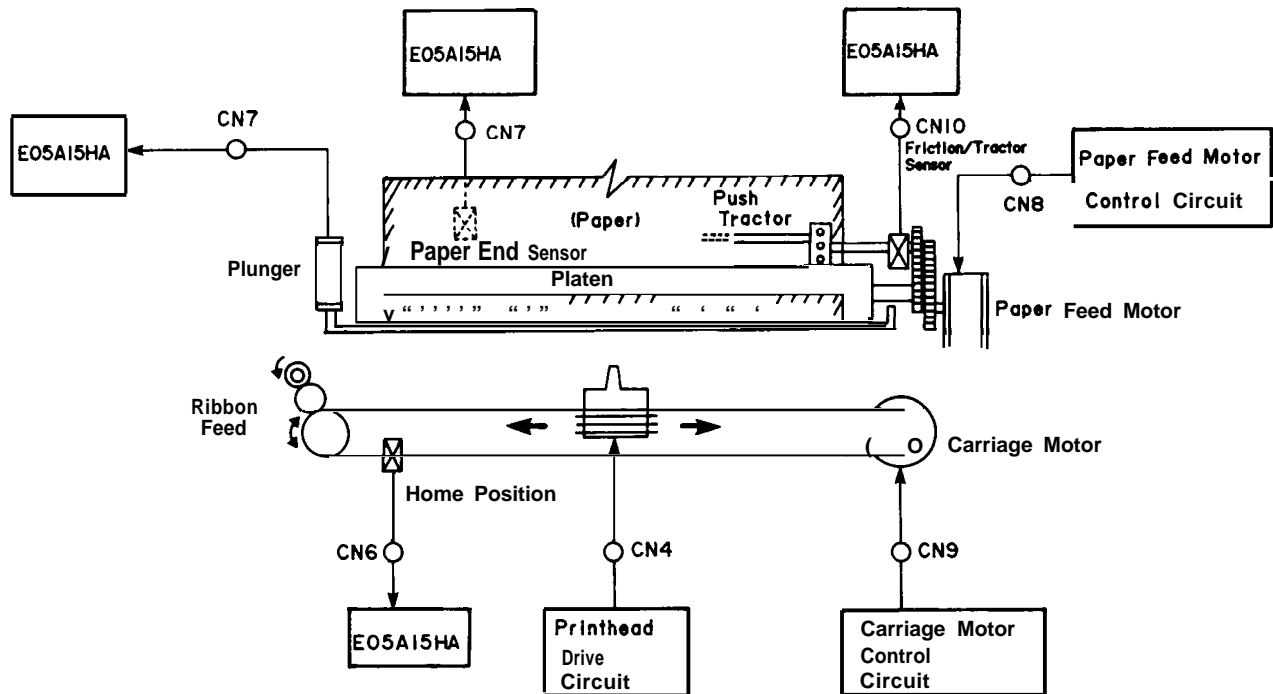 E05A15HA
E05A15HA
E05A15HA
CN7
CN7
CN10
Friction/Tractor
Sensor
Paper Feed Motor
Control Circuit
CN8
(Paper)
Push
Tractor
Paper End Sensor
Plunger
Platen
Paper Feed Motor
Ribbon
Feed
Carriage Motor
Home Position
CN6
CN4
CN9
E05A15HA
Printhead
Drive
Circuit
Carriage Motor
Control
Circuit